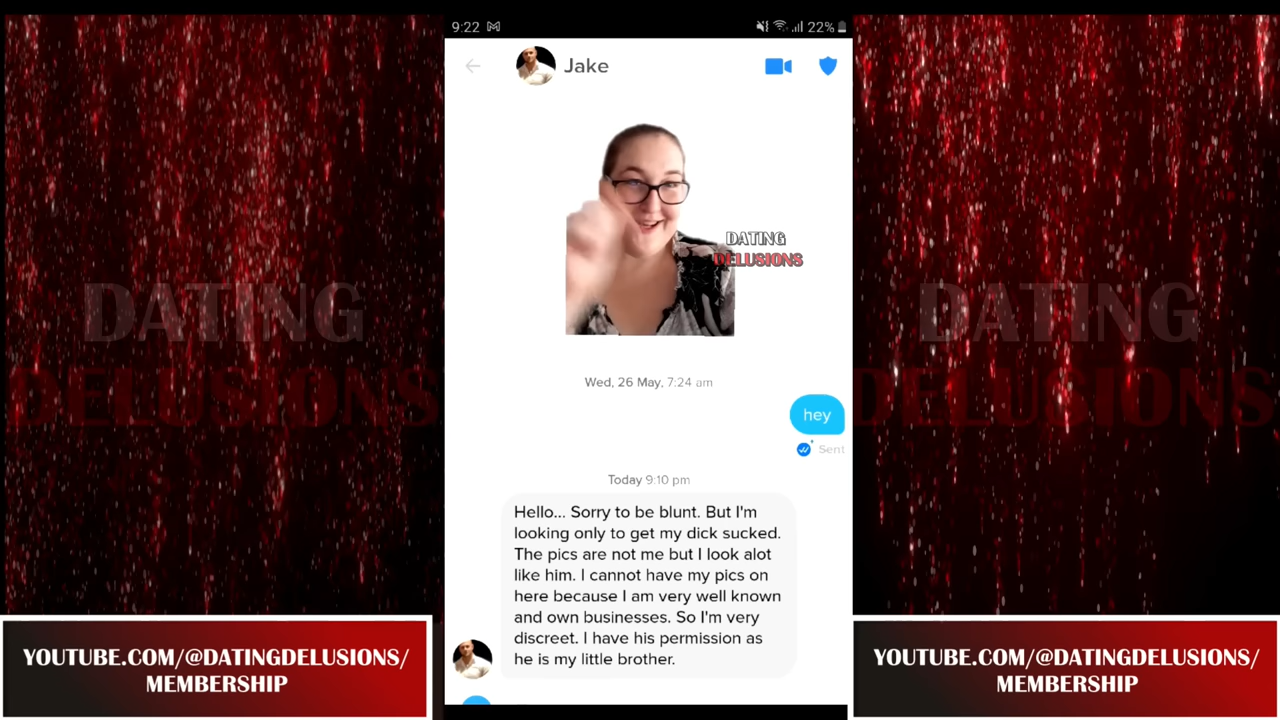 9:22
22%
Jake
DATING
DELUSIONS
Wed, 26 May, 7:24 am
hey
Sent
Today 9:10 pm
Hello... Sorry to be blunt. But I'm
looking only to get my dick sucked.
The pics are not me but I look alot
like him. I cannot have my pics on
here because I am very well known
and own businesses. So I'm very
discreet. I have his permission as
he is my little brother.
DATING
DELUSIONS
DATING
DELUSIONS
YOUTUBE.COM/@DATINGDELUSIONS/
MEMBERSHIP
YOUTUBE.COM/@DATINGDELUSIONS/
MEMBERSHIP